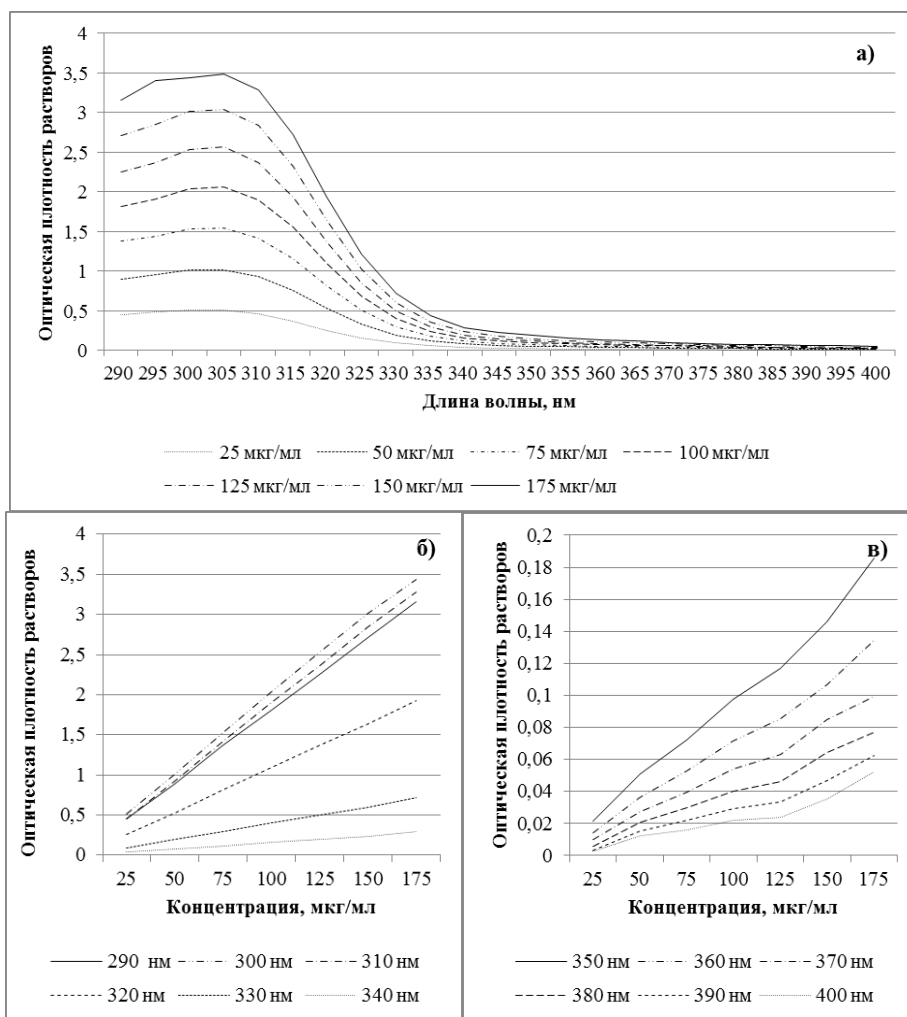 а)
Оптическая плотность растворов
4
3,5
3
2,5
2
1,5
1
0,5
0
290 295 300 305 310 315 320 325 330 335 340 345 350 355 360 365 370 375 380 385 390 395 400
Длина волны, нм
25 мкг/мл 50 мкг/мл 75 мкг/мл 100 мкг/мл
125 мкг/мл 150 мкг/мл 175 мкг/мл
б)
Оптическая плотность растворов
4
3,5
3
2,5
2
1,5
1
0,5
0
25 50 75 100 125 150 175
Концентрация, мкг/мл
290 нм 300 нм 310 нм
320 нм 330 нм 340 нм
в)
Оптическая плотность растворов
0,2
0,18
0,16
0,14
0,12
0,1
0,08
0,06
0,04
0,02
0
25 50 75 100 125 150 175
Концентрация, мкг/мл
350 нм 360 нм 370 нм
380 нм 390 нм 400 нм